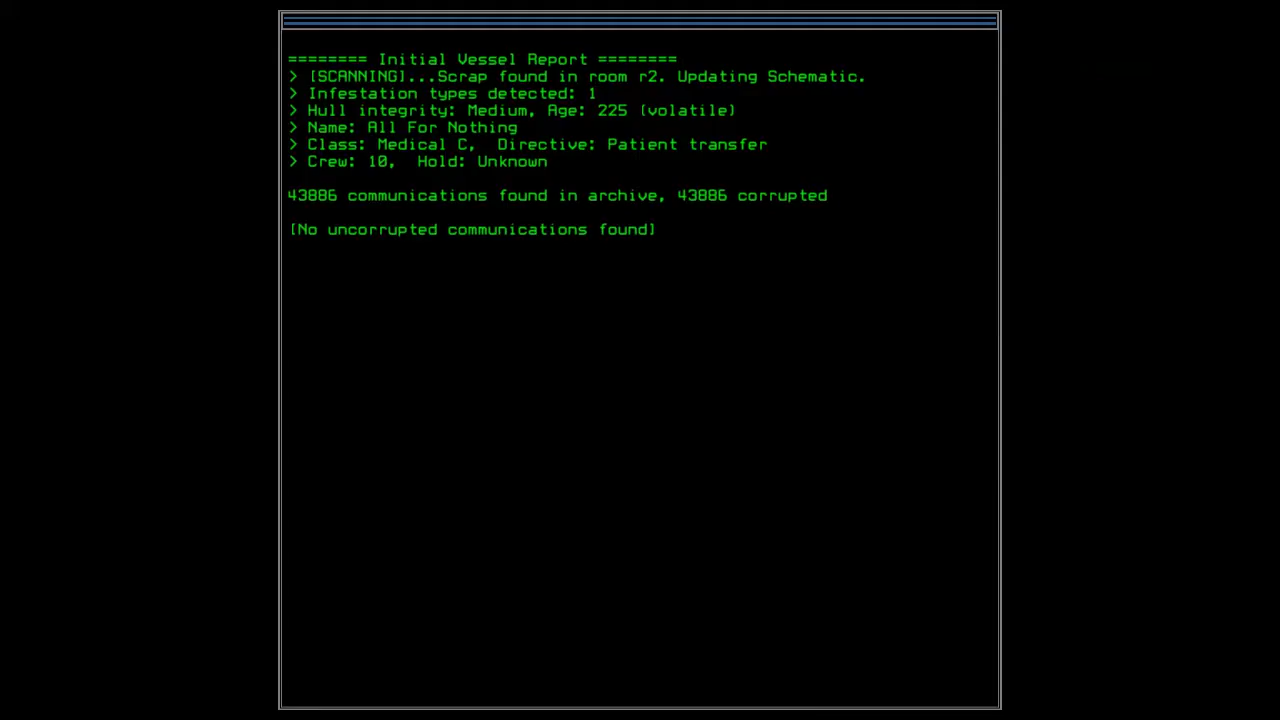 ======== Initial Vessel Report ========
> [SCANNING]...Scrap found in room r2. Updating Schematic.
> Infestation types detected: 1
> Hull integrity: Medium, Age: 225 (volatile)
> Name: All For Nothing
> Class: Medical C,  Directive: Patient transfer
> Crew: 10,  Hold: Unknown
43886 communications found in archive, 43886 corrupted
[No uncorrupted communications found]